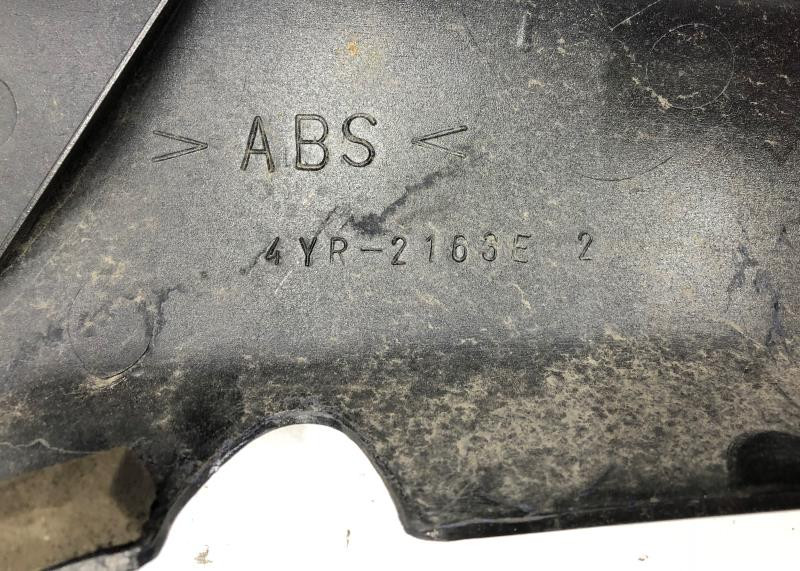 > ABS <
4YR-2163E 2